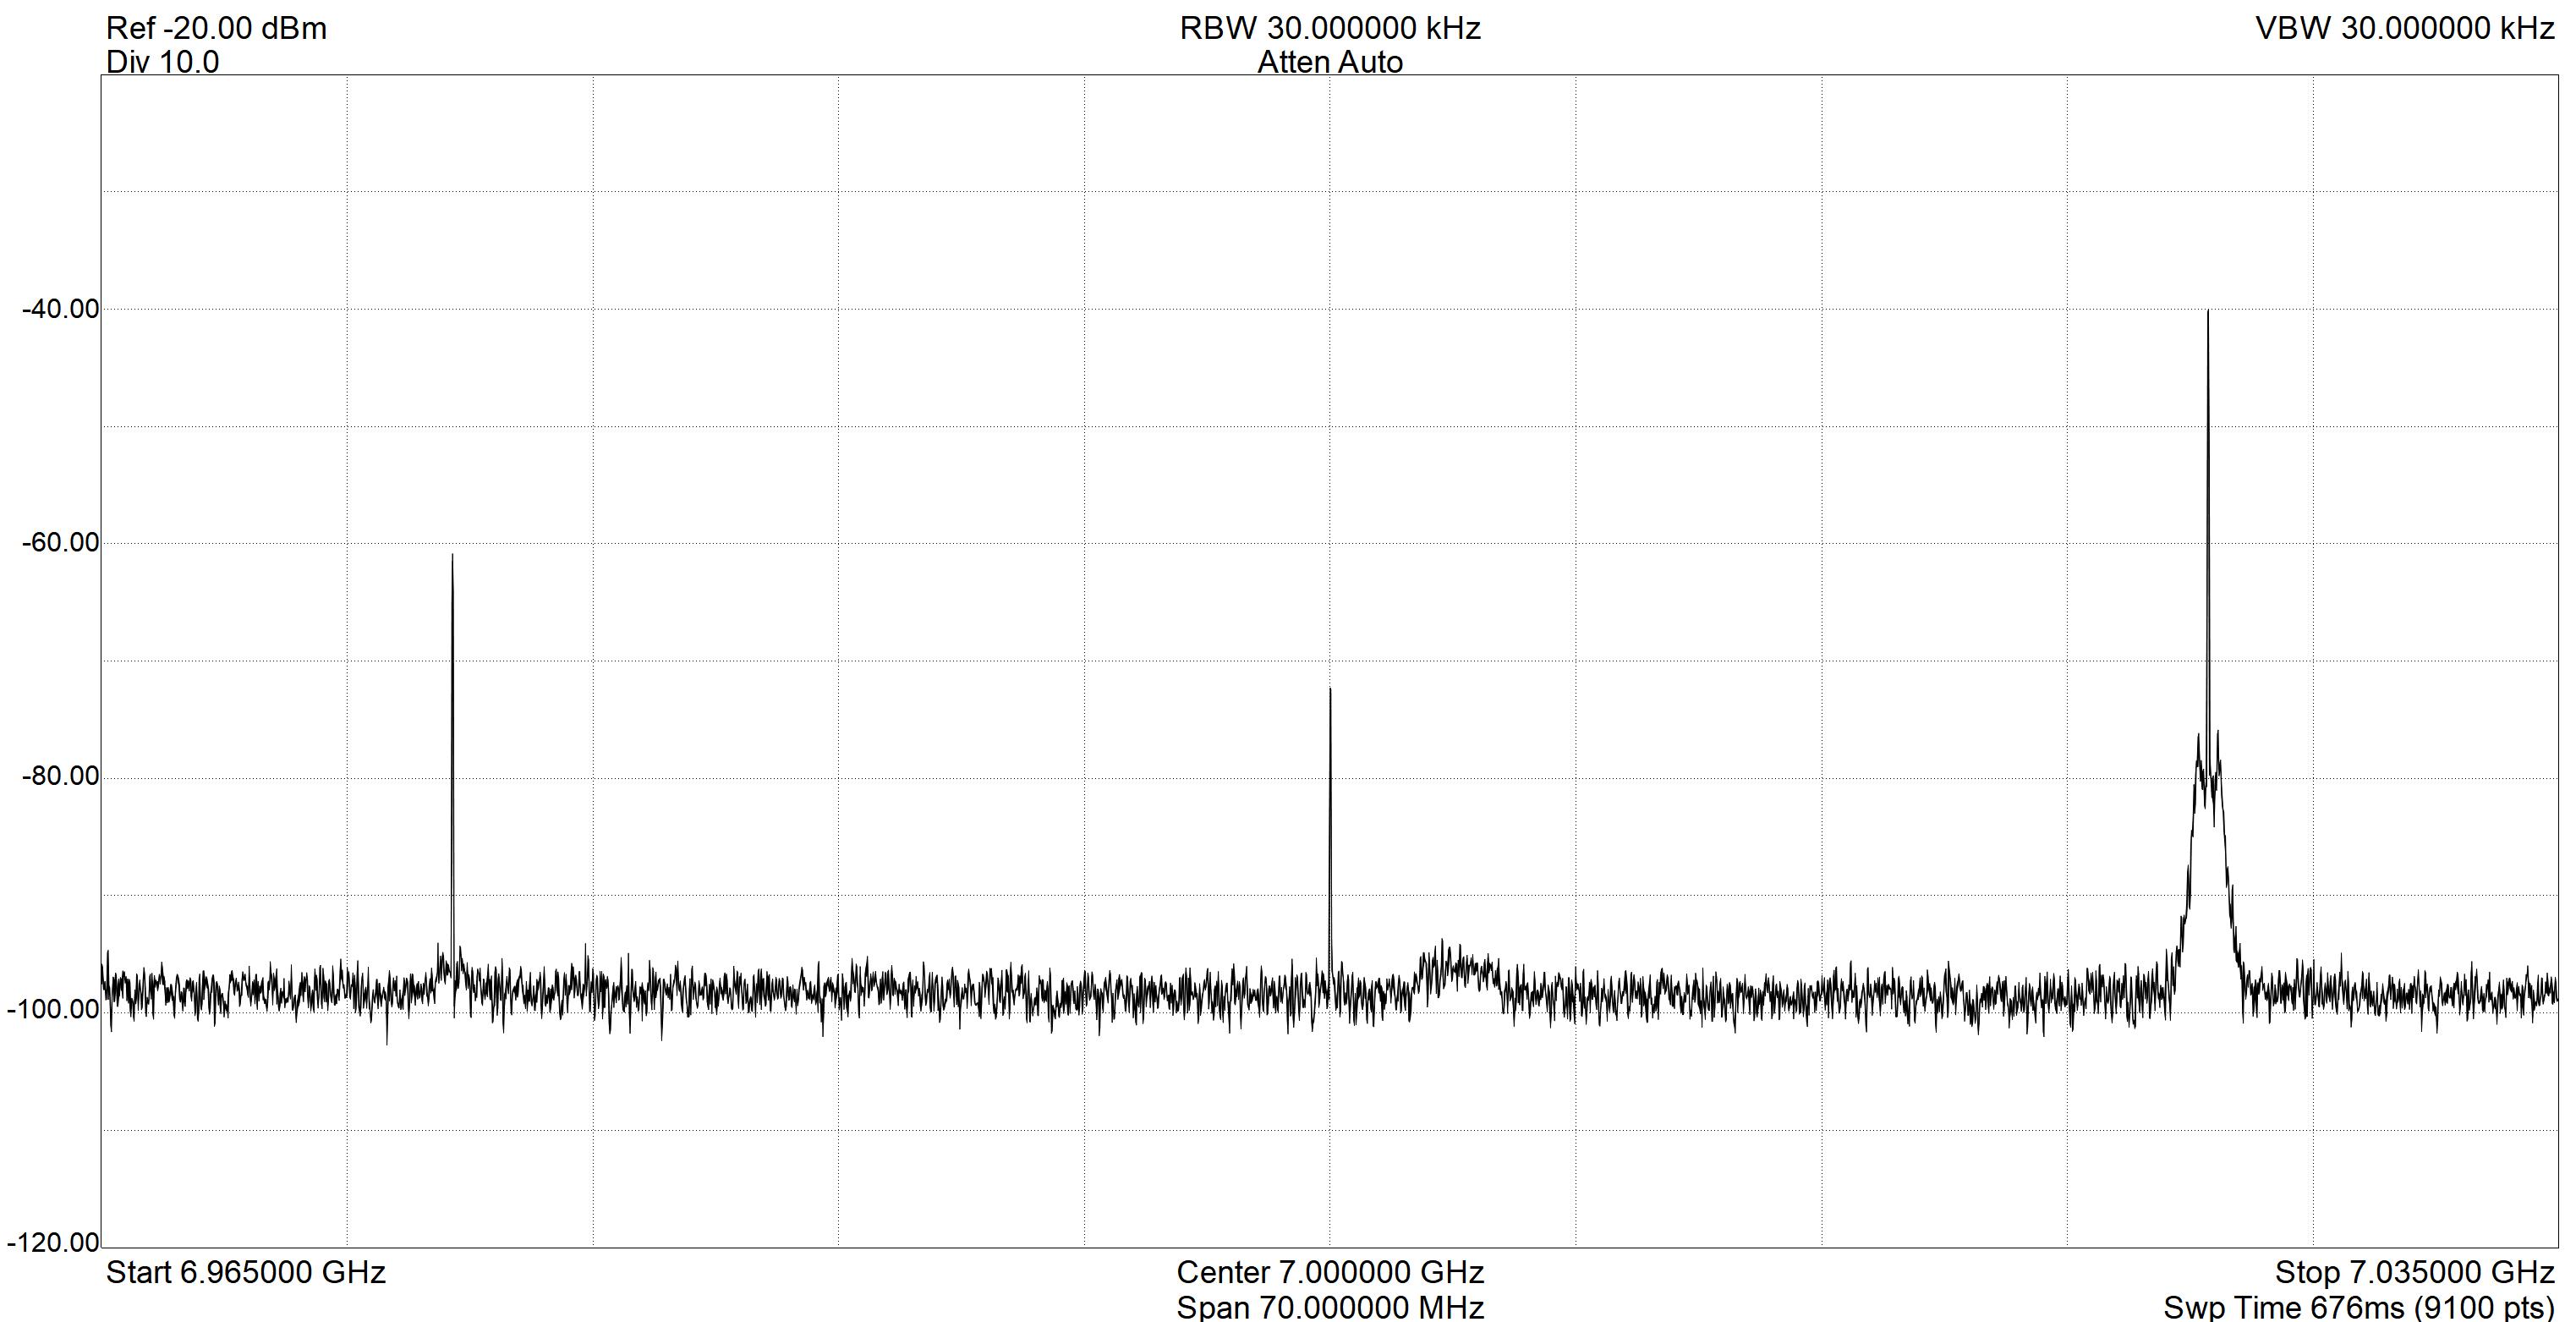 Ref -20.00 dBm
RBW 30.000000 kHz
VBW 30.000000 kHz
Div 10.0
Atten Auto
-40.00
-60.00
-80.00
-100.00
-120.00
Start 6.965000 GHz
Center 7.000000 GHz
Stop 7.035000 GHz
Span 70.000000 MHz
Swp Time 676ms (9100 pts)